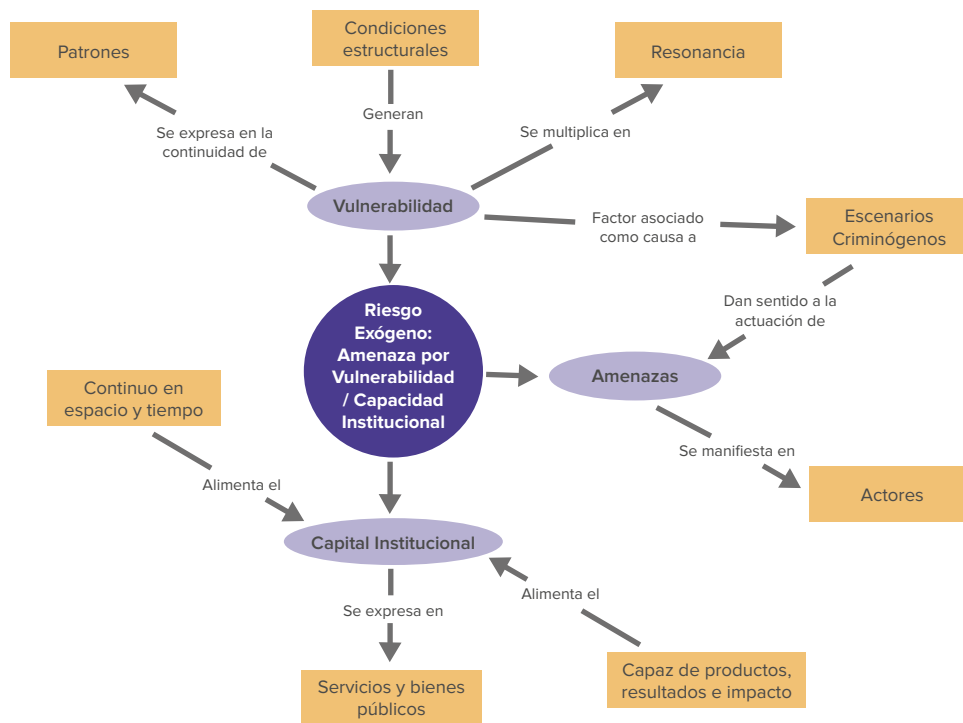 Condiciones
estructurales
Patrones
Resonancia
Generan
Se expresa en la
continuidad de
Se multiplica en
Vulnerabilidad
Factor asociado
como causa a
Escenarios
Criminógenos
Riesgo
Exógeno:
Amenaza por
Vulnerabilidad
/ Capacidad
Institucional
Dan sentido a la
actuación de
Amenazas
Continuo en
espacio y tiempo
Se manifiesta en
Alimenta el
Actores
Capital Institucional
Se expresa en
Alimenta el
Servicios y bienes
públicos
Capaz de productos,
resultados e impacto